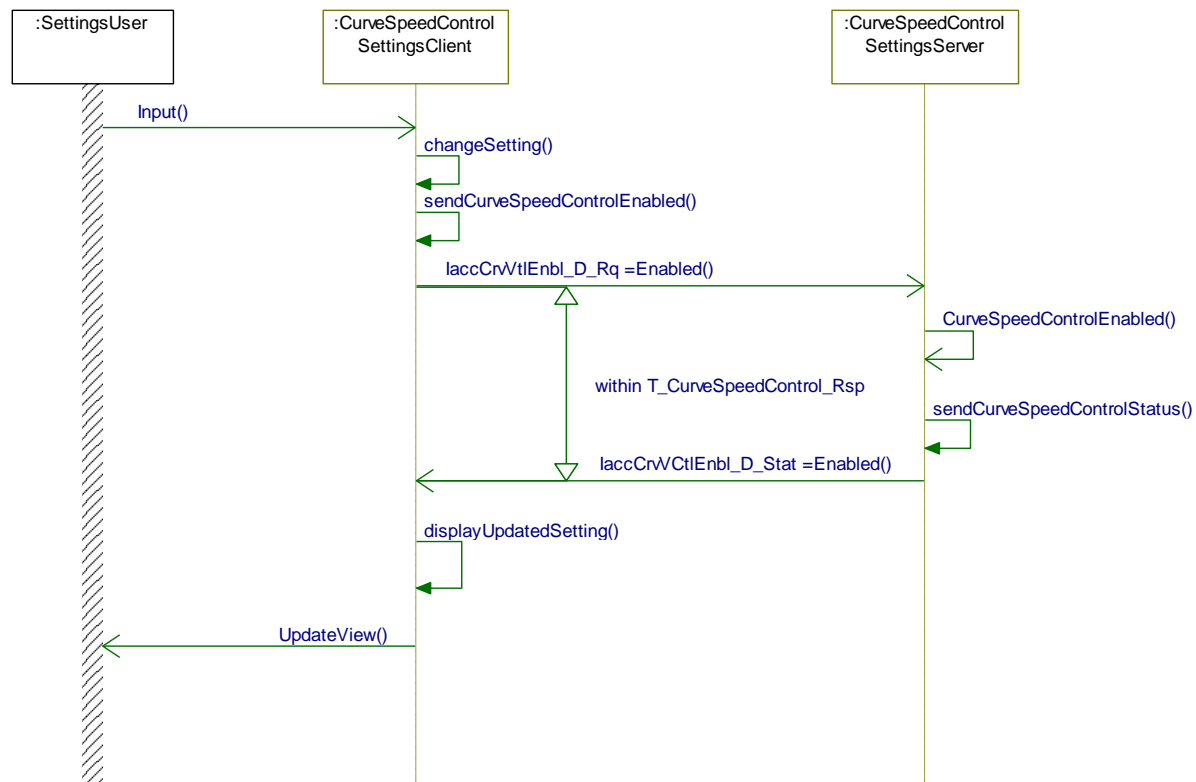 :SettingsUser
:CurveSpeedControl
SettingsClient
:CurveSpeedControl
SettingsServer
Input()
changeSetting()
sendCurveSpeedControlEnabled()
IaccCrvVtlEnbl_D_Rq =Enabled()
CurveSpeedControlEnabled()
within T_CurveSpeedControl_Rsp
sendCurveSpeedControlStatus()
IaccCrvVCtlEnbl_D_Stat =Enabled()
displayUpdatedSetting()
UpdateView()